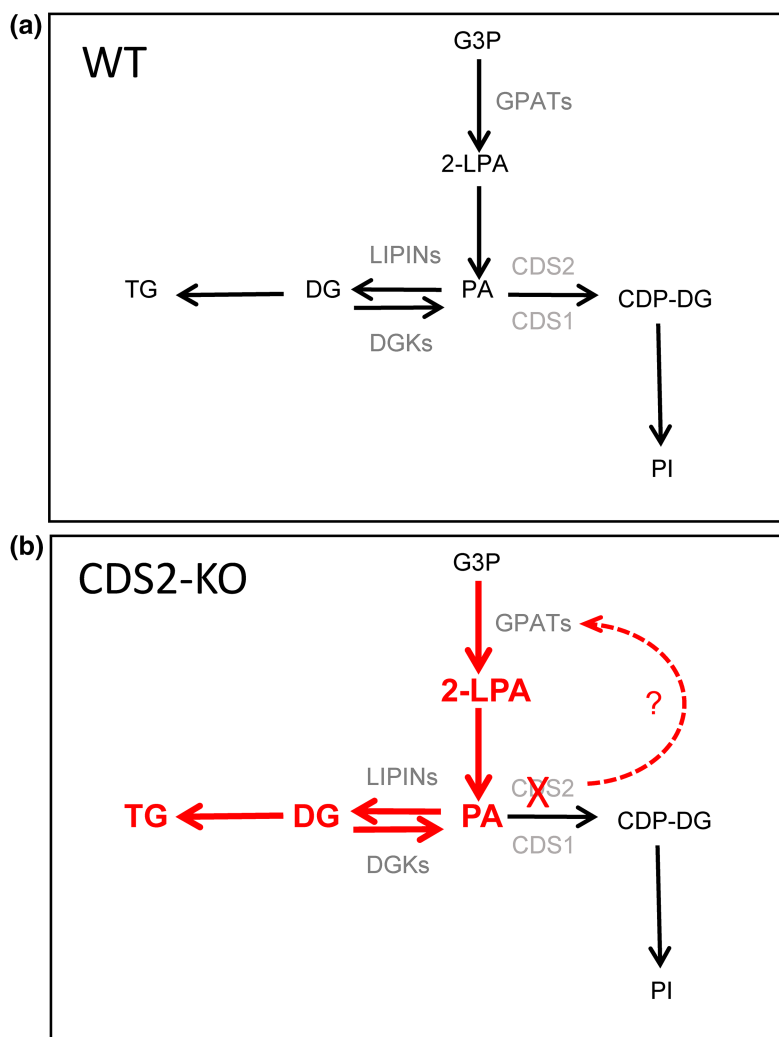 (a)
WT
G3P
GPATs
2-LPA
LIPINs
CDS2
TG
DG
PA
CDP-DG
DGKs
CDS1
PI
(b)
CDS2-KO
G3P
GPATs
2-LPA
?
LIPINs
CDS2
X
TG
DG
PA
CDP-DG
DGKs
CDS1
PI